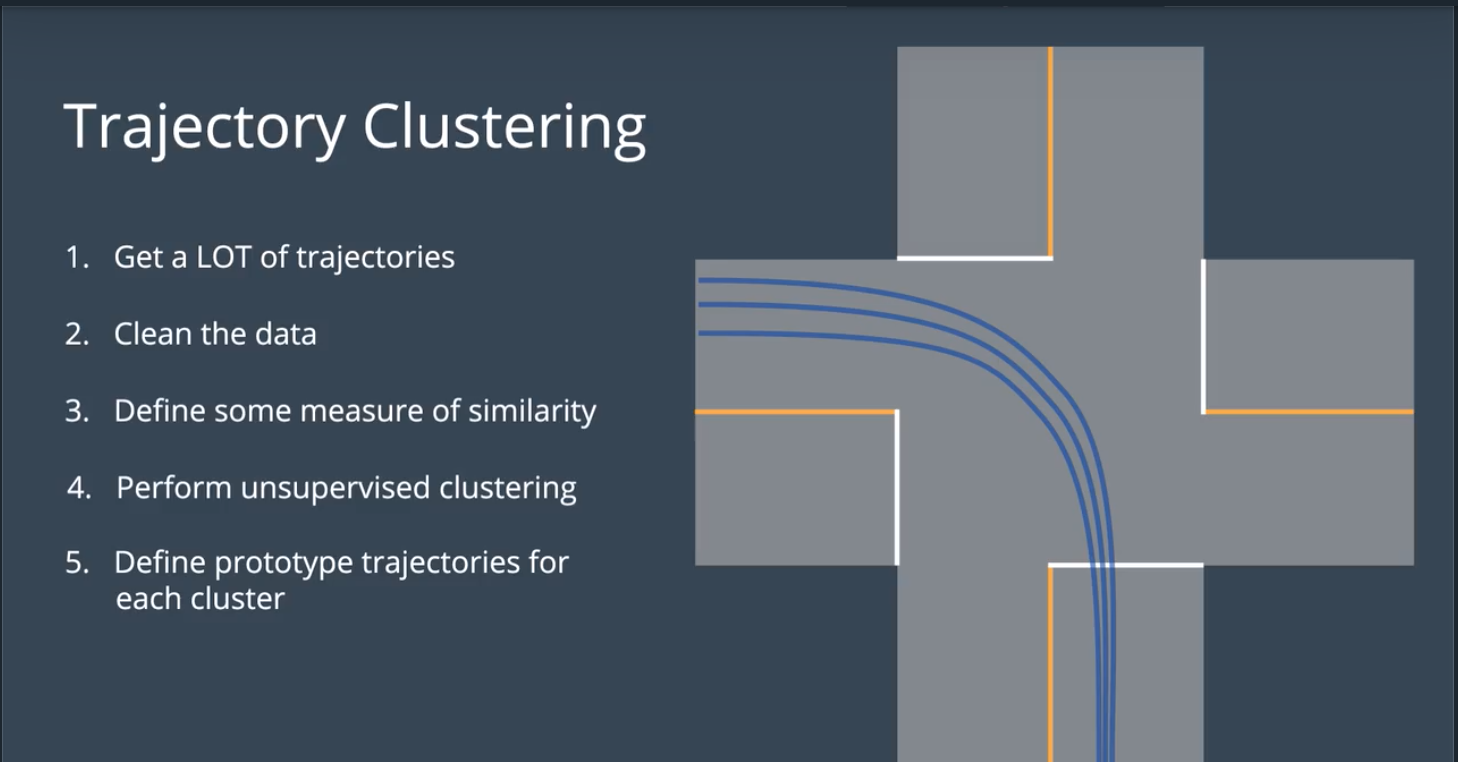 Trajectory Clustering
1. Get a LOT of trajectories
2. Clean the data
3. Define some measure of similarity
4. Perform unsupervised clustering
5. Define prototype trajectories for
each cluster